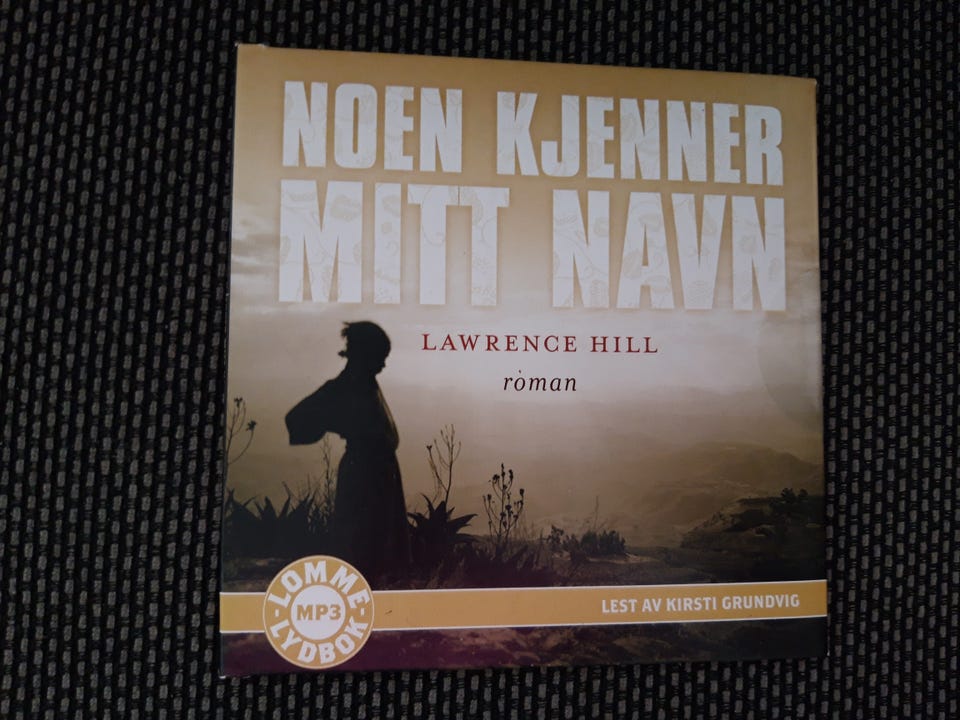 NOEN KJENNER
MITT NAVN
LAWRENCE HILL
roman
LOMME-
MP3
LYDBOK
LEST AV KIRSTI GRUNDVIG